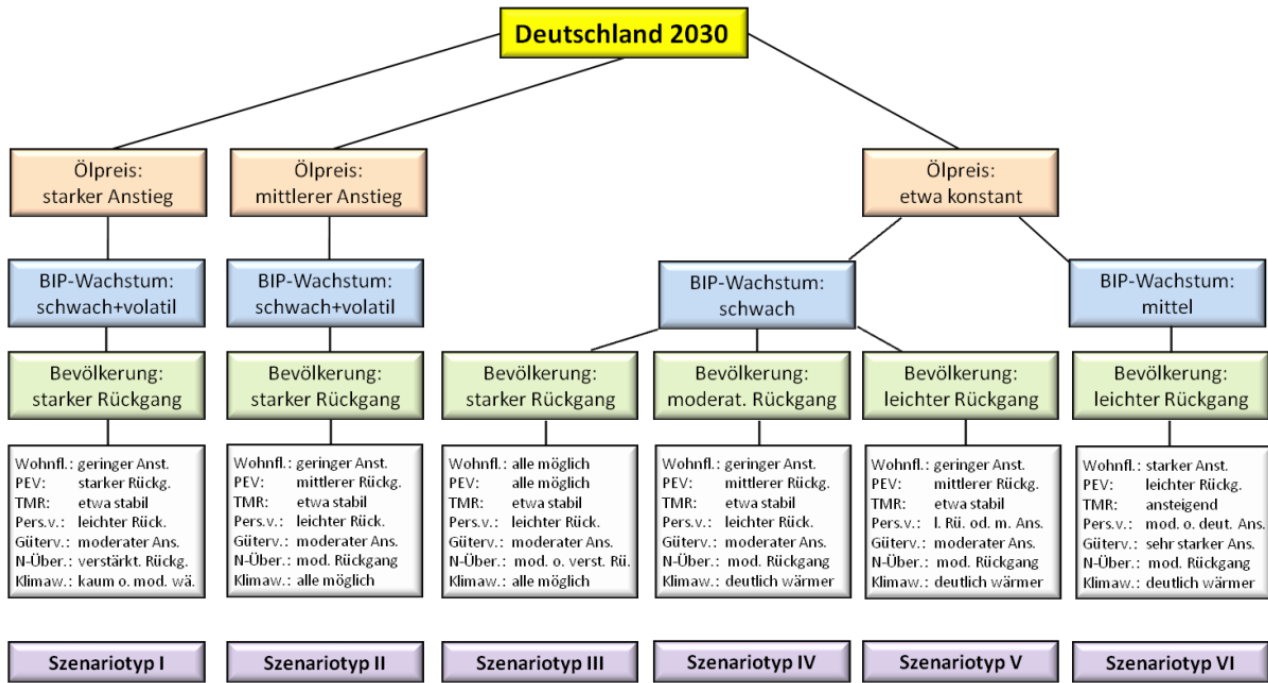 Deutschland 2030
Ölpreis:
starker Anstieg
Ölpreis:
mittlerer Anstieg
Ölpreis:
etwa konstant
BIP-Wachstum:
schwach+volatil
BIP-Wachstum:
schwach+volatil
BIP-Wachstum:
schwach
BIP-Wachstum:
mittel
Bevölkerung:
starker Rückgang
Bevölkerung:
starker Rückgang
Bevölkerung:
starker Rückgang
Bevölkerung:
moderat. Rückgang
Bevölkerung:
leichter Rückgang
Bevölkerung:
leichter Rückgang
Wohnfl.: geringer Anst.
PEV: starker Rückg.
TMR: etwa stabil
Pers.v.: leichter Rück.
Güterv.: moderater Ans.
N-Über.: verstärkt. Rückg.
Klimaw.: kaum o. mod. wä.
Wohnfl.: geringer Anst.
PEV: mittlerer Rückg.
TMR: etwa stabil
Pers.v.: leichter Rück.
Güterv.: moderater Ans.
N-Über.: mod. Rückgang
Klimaw.: alle möglich
Wohnfl.: alle möglich
PEV: alle möglich
TMR: etwa stabil
Pers.v.: leichter Rück.
Güterv.: moderater Ans.
N-Über.: mod. o. verst. Rü.
Klimaw.: alle möglich
Wohnfl.: geringer Anst.
PEV: mittlerer Rückg.
TMR: etwa stabil
Pers.v.: leichter Rück.
Güterv.: moderater Ans.
N-Über.: mod. Rückgang
Klimaw.: deutlich wärmer
Wohnfl.: geringer Anst.
PEV: mittlerer Rückg.
TMR: etwa stabil
Pers.v.: l. Rü. od. m. Ans.
Güterv.: moderater Ans.
N-Über.: mod. Rückgang
Klimaw.: deutlich wärmer
Wohnfl.: starker Anst.
PEV: leichter Rückg.
TMR: ansteigend
Pers.v.: mod. o. deut. Ans.
Güterv.: sehr starker Ans.
N-Über.: mod. Rückgang
Klimaw.: deutlich wärmer
Szenariotyp I
Szenariotyp II
Szenariotyp III
Szenariotyp IV
Szenariotyp V
Szenariotyp VI